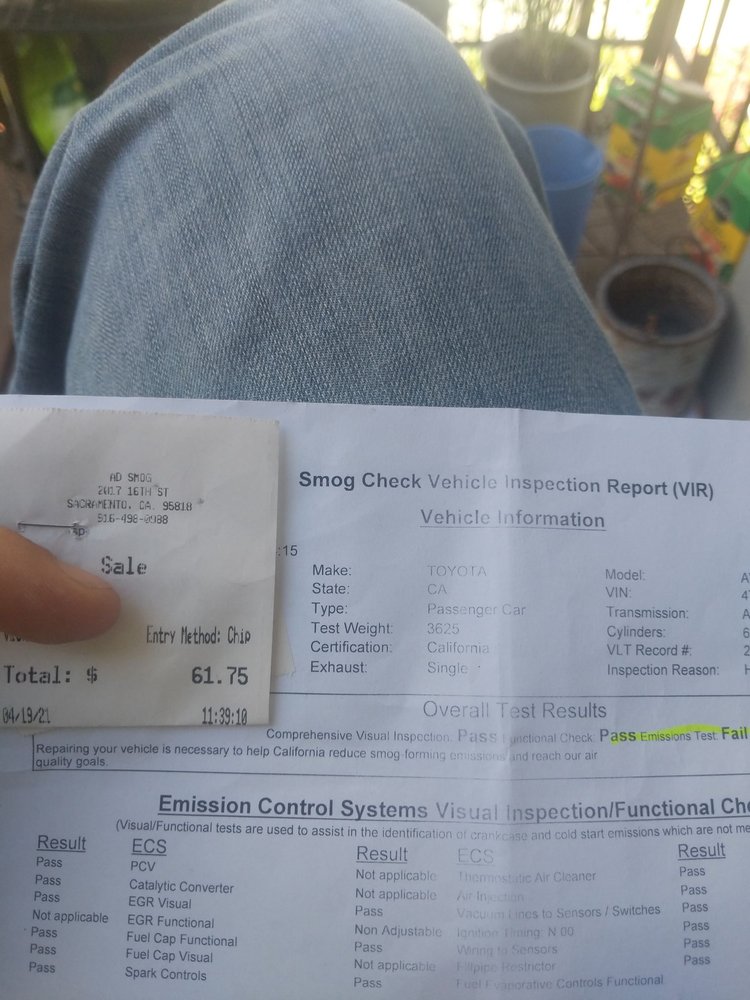 AD SMOG
2017 16TH ST
SACRAMENTO, CA. 95818
916-498-0988
Sale
Entry Method: Chip
Total: $ 61.75
04/19/21 11:39:10
:15
Smog Check Vehicle Inspection Report (VIR)
Vehicle Information
Make: TOYOTA Model:
State: CA VIN:
Type: Passenger Car Transmission:
Test Weight: 3625 Cylinders: 6
Certification: California VLT Record #: 2
Exhaust: Single Inspection Reason: H
Overall Test Results
Comprehensive Visual Inspection: Pass Functional Check: Pass Emissions Test: Fail
Repairing your vehicle is necessary to help California reduce smog-forming emissions and reach our air
quality goals.
Emission Control Systems Visual Inspection/Functional Che
(Visual/Functional tests are used to assist in the identification of crankcase and cold start emissions which are not me
Result ECS Result ECS Result
Pass PCV Not applicable Thermostatic Air Cleaner Pass
Pass Catalytic Converter Not applicable Air Injection Pass
Pass EGR Visual Pass Vacuum Lines to Sensors / Switches Pass
Not applicable EGR Functional Non Adjustable Ignition Timing: N 00 Pass
Pass Fuel Cap Functional Pass Wiring to Sensors Pass
Pass Fuel Cap Visual Not applicable Fillpipe Restrictor Pass
Pass Spark Controls Pass Fuel Evaporative Controls Functional